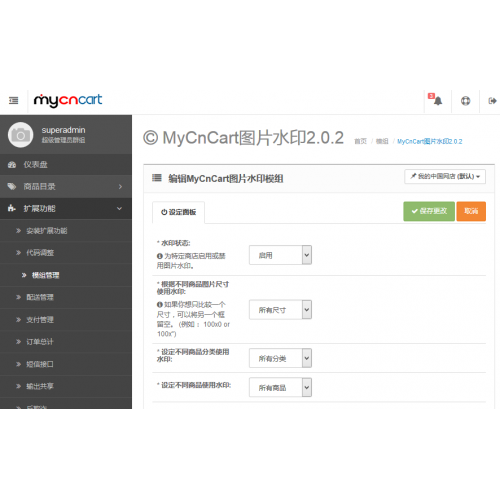 mycncart
5
superadmin
超级管理员群组
© MyCnCart图片水印2.0.2
首页 / 模组 / MyCnCart图片水印2.0.2
仪表盘
商品目录
扩展功能
安装扩展功能
代码调整
模组管理
配送管理
支付管理
订单总计
短信接口
输出共享
编辑MyCnCart图片水印模组
我的中国网店 (默认)
设定面板
保存更改
取消
* 水印状态:
为特定商店启用或禁
用图片水印。
启用
* 根据不同商品图片尺寸
使用水印:
如果你想只比较一个
尺寸，可以将另一个框
留空。 (例如： 100x0 or
100x")
所有尺寸
* 设定不同商品分类使用
水印:
所有分类
* 设定不同商品使用水印:
所有商品